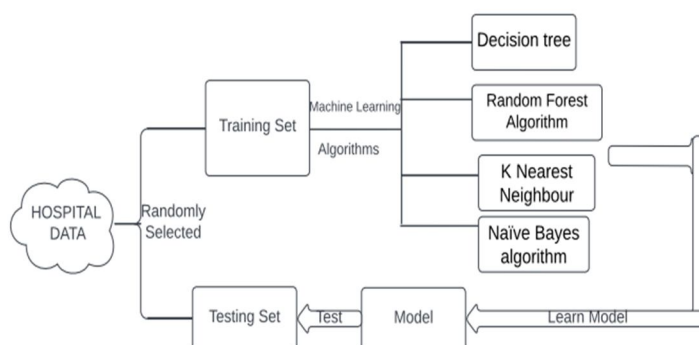 Decision tree
Machine Learning
Training Set
Algorithms
Random Forest
Algorithm
K Nearest
Neighbour
Naïve Bayes
algorithm
HOSPITAL
DATA
Randomly
Selected
Testing Set
Test
Model
Learn Model